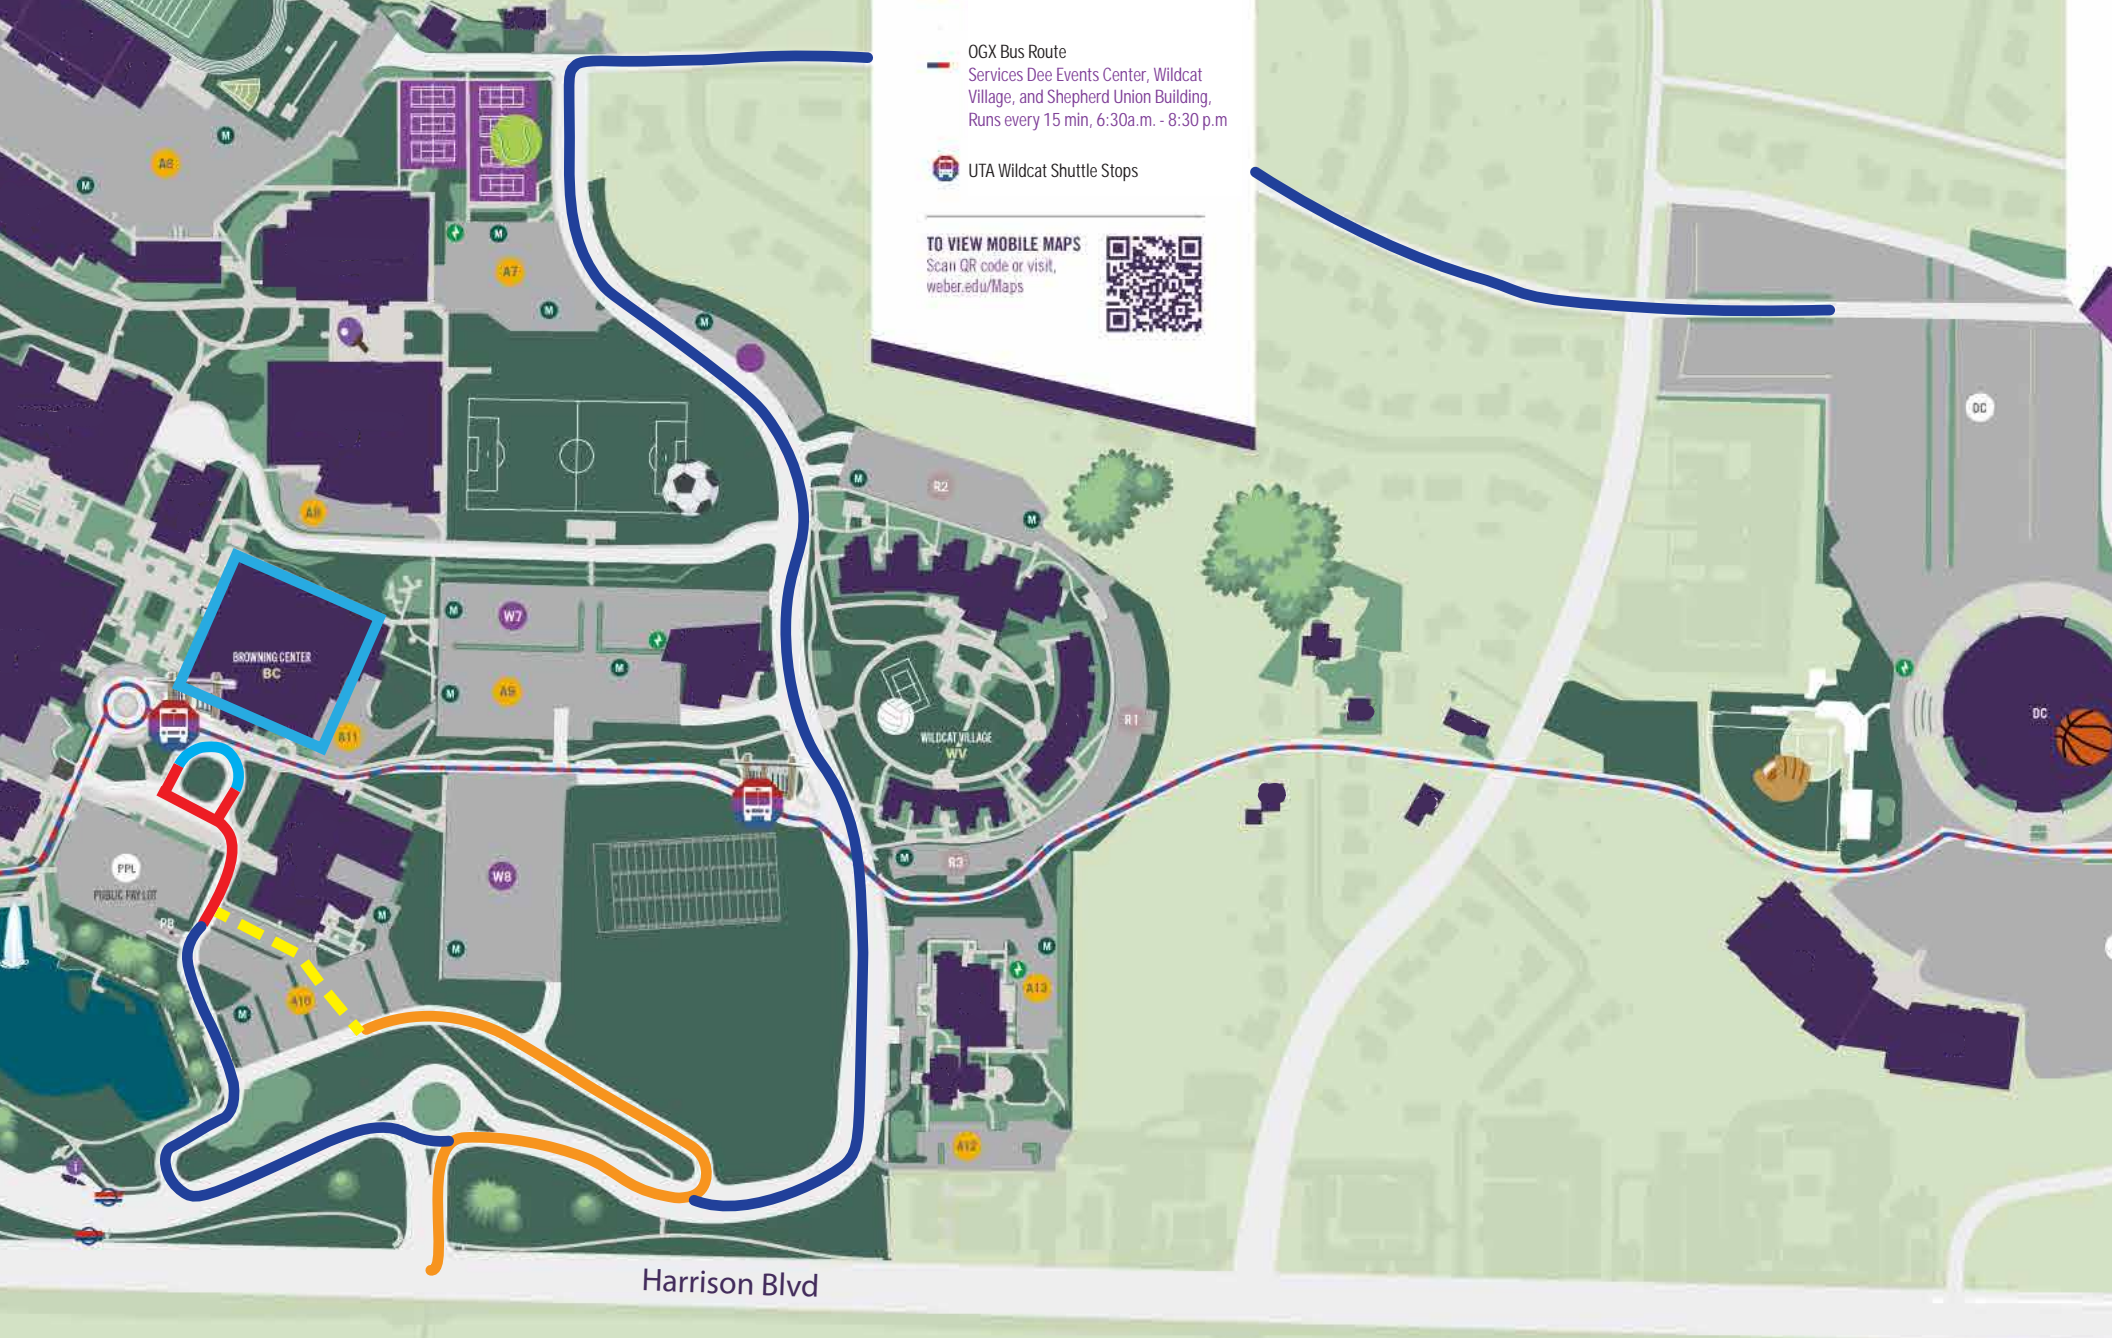 OGX Bus Route
Services Dee Events Center, Wildcat
Village, and Shepherd Union Building,
Runs every 15 min, 6:30a.m. - 8:30 p.m
UTA Wildcat Shuttle Stops
TO VIEW MOBILE MAPS
Scan QR code or visit,
weber.edu/Maps
M
A6
M
M
A7
M
M
DC
R2
M
M
A8
W7
M
M
A9
M
BROWNING CENTER
BC
A11
WILDCAT VILLAGE
WV
R1
DC
PPL
PUBLIC PAY LOT
PB
W8
M
R3
M
M
M
A13
A10
M
A12
i
Harrison Blvd